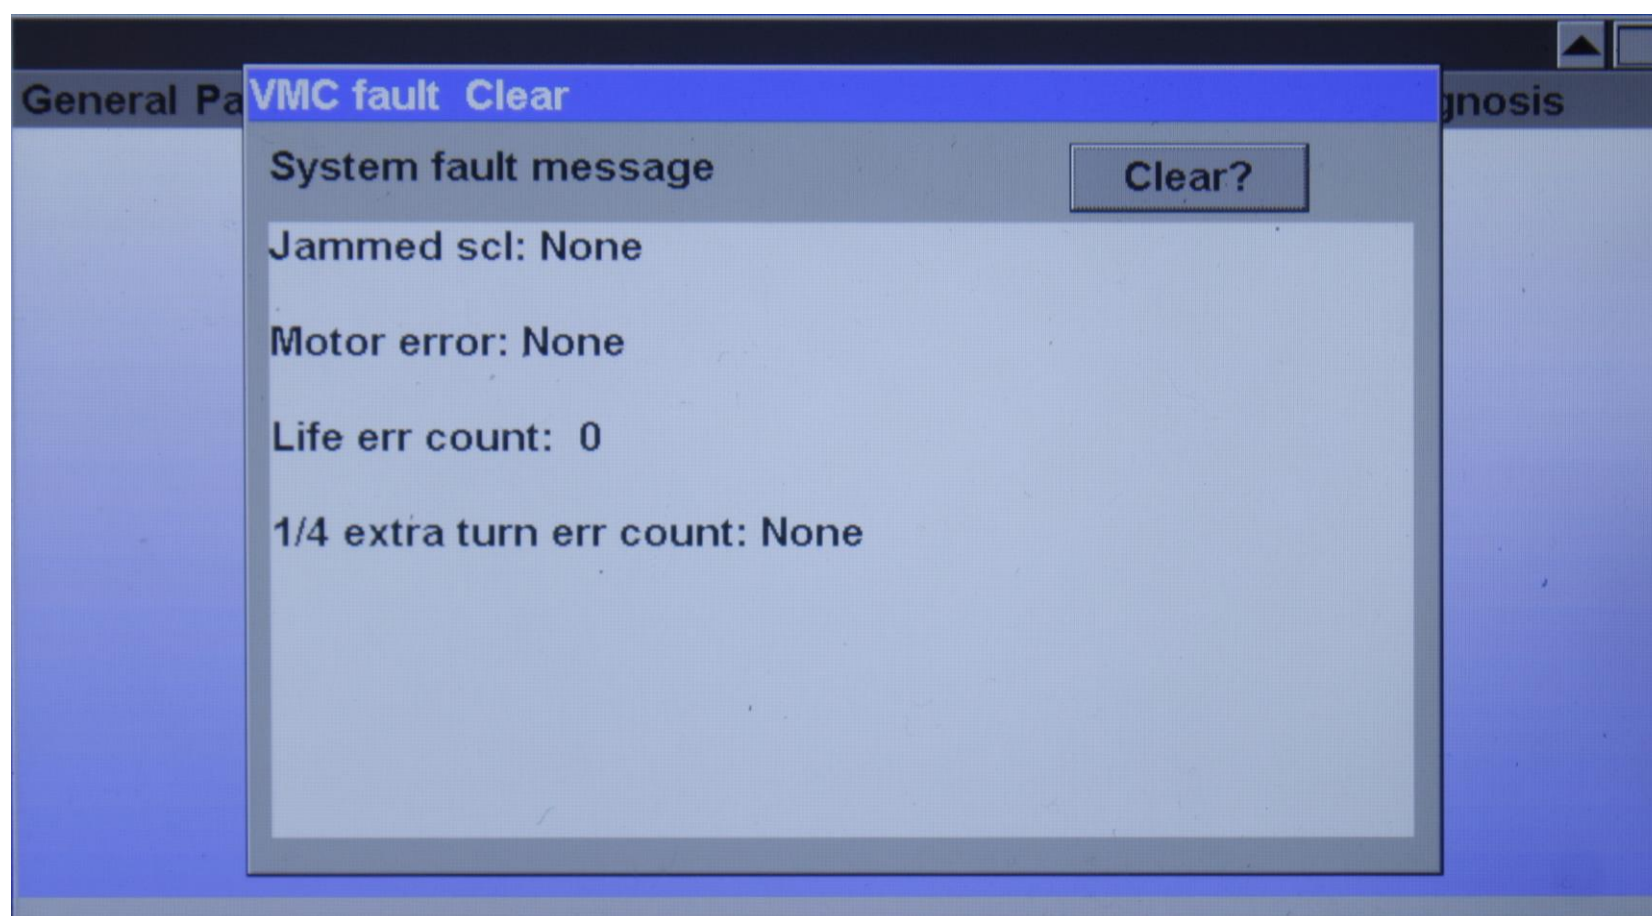 General Pa
VMC fault Clear
gnosis
System fault message
Clear?
Jammed scl: None
Motor error: None
Life err count: 0
1/4 extra turn err count: None